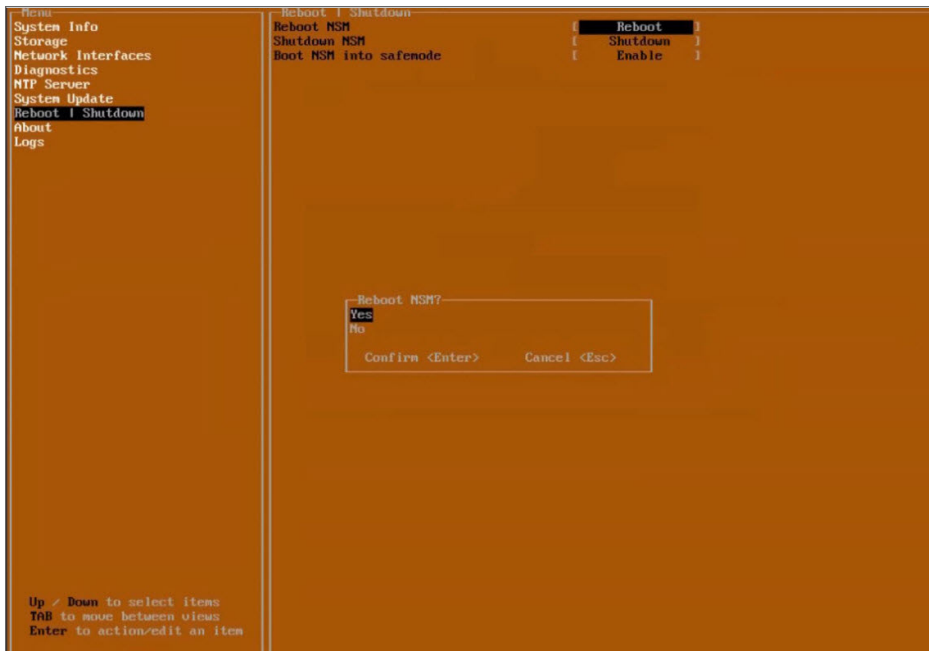 Menu
System Info
Storage
Network Interfaces
Diagnostics
NTP Server
System Update
Reboot | Shutdown
About
Logs
Up / Down to select items
TAB to move between views
Enter to action/edit an item
Reboot | Shutdown
Reboot NSM [ Reboot ]
Shutdown NSM [ Shutdown ]
Boot NSM into safemode [ Enable ]
Reboot NSM?
Yes
No
Confirm <Enter> Cancel <Esc>